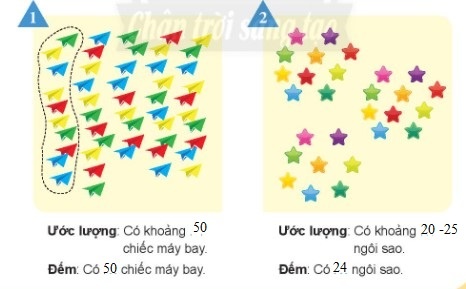 1
2
Chân trời sáng tạo
Ước lượng: Có khoảng 50
chiếc máy bay.
Đếm: Có 50 chiếc máy bay.
Ước lượng: Có khoảng 20 -25
ngôi sao.
Đếm: Có 24 ngôi sao.